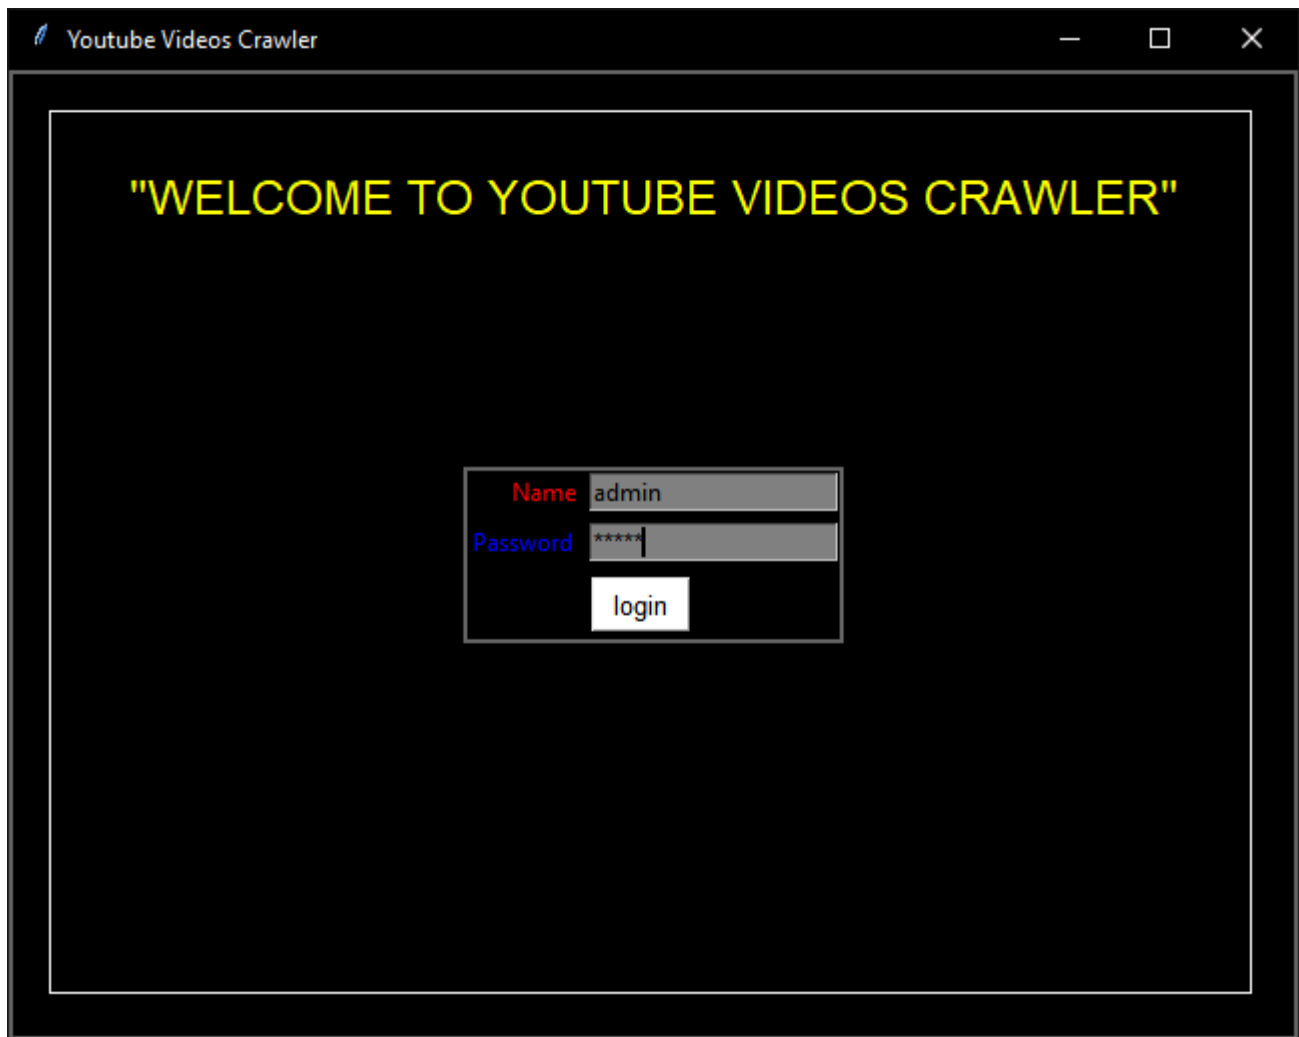 Youtube Videos Crawler
"WELCOME TO YOUTUBE VIDEOS CRAWLER"
Name admin
Password *****
login